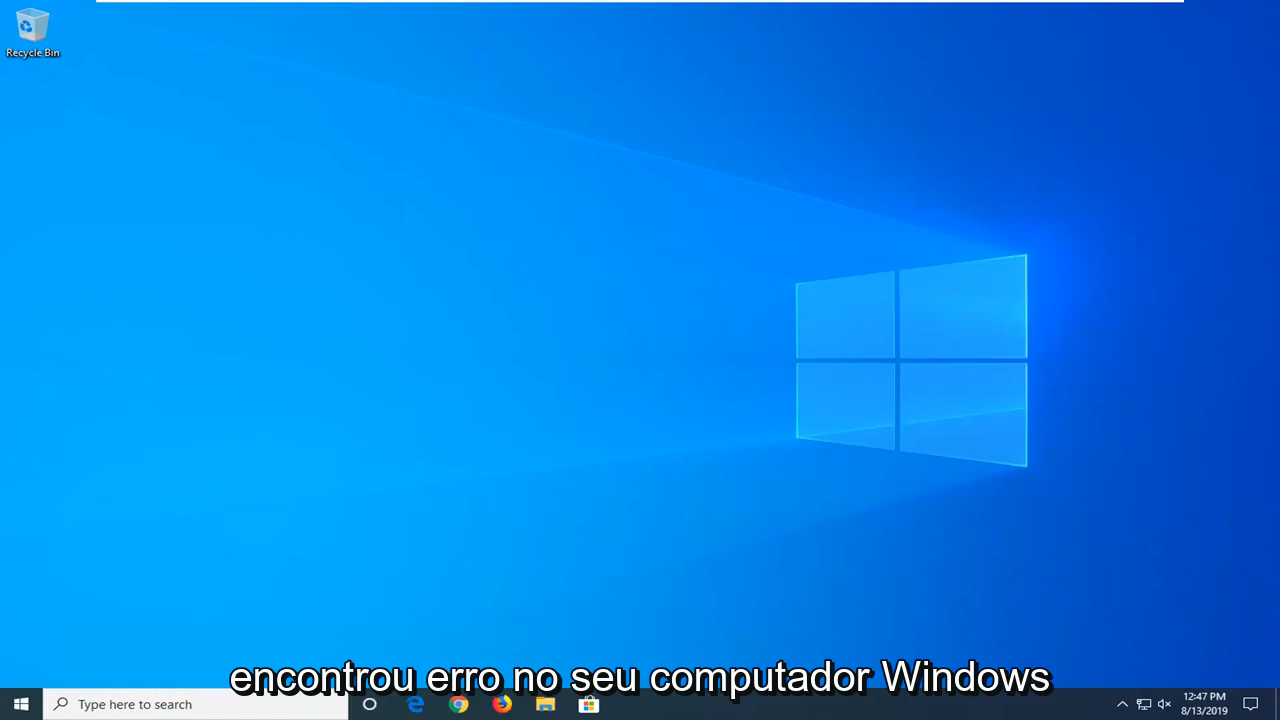 Recycle Bin
encontrou erro no seu computador Windows
Type here to search
12:47 PM
8/13/2019